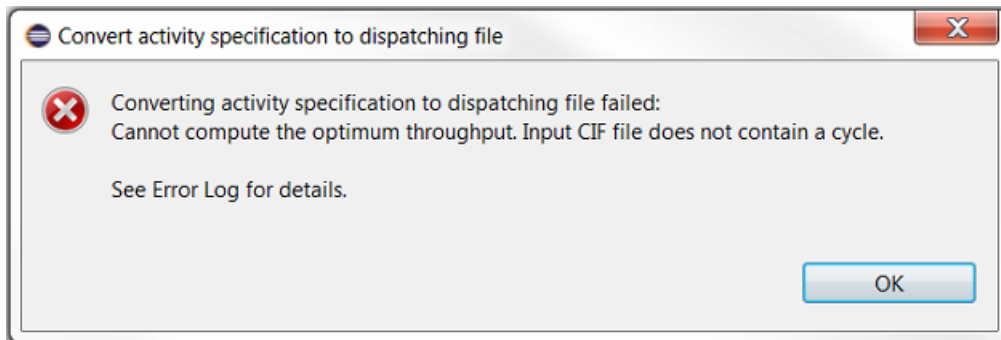 Convert activity specification to dispatching file
Converting activity specification to dispatching file failed:
Cannot compute the optimum throughput. Input CIF file does not contain a cycle.
See Error Log for details.
OK